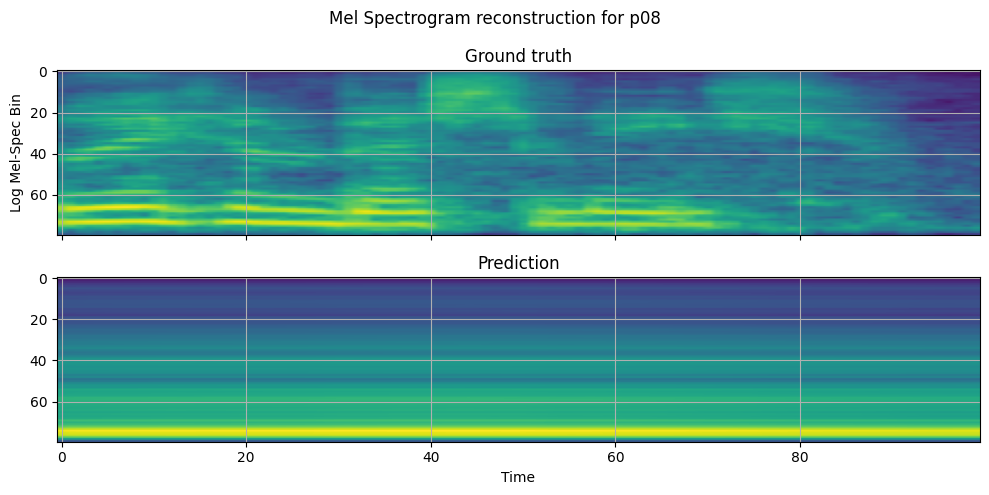 Mel Spectrogram reconstruction for p08
Ground truth
0
20
40
60
Log Mel-Spec Bin
Prediction
0
20
40
60
0 20 40 60 80
Time